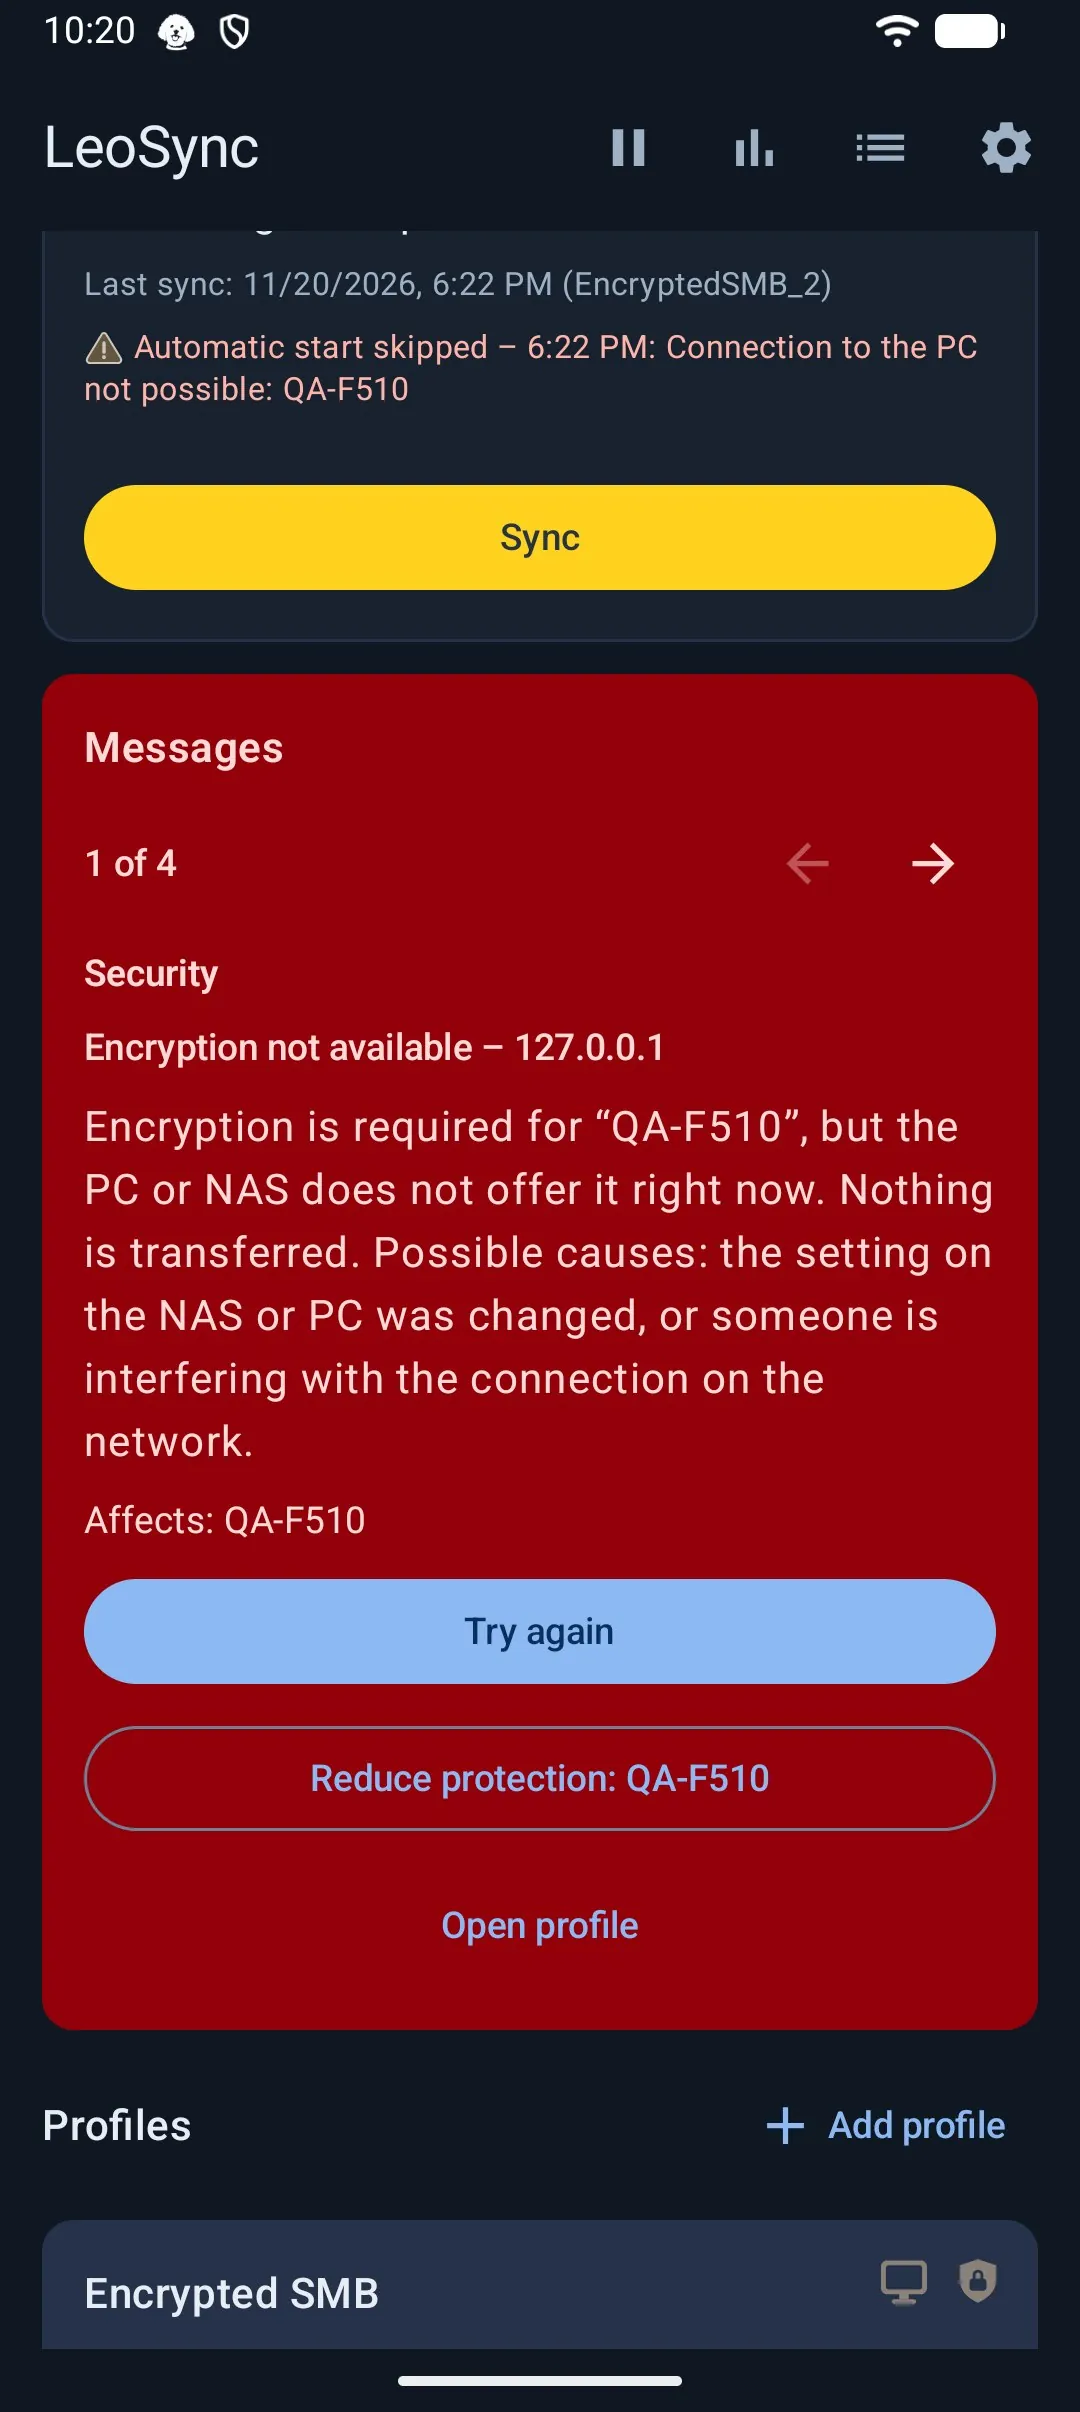 10:20
LeoSync
Last sync: 11/20/2026, 6:22 PM (EncryptedSMB_2)
⚠ Automatic start skipped – 6:22 PM: Connection to the PC
not possible: QA-F510
Sync
Messages
1 of 4
Security
Encryption not available – 127.0.0.1
Encryption is required for “QA-F510”, but the
PC or NAS does not offer it right now. Nothing
is transferred. Possible causes: the setting on
the NAS or PC was changed, or someone is
interfering with the connection on the
network.
Affects: QA-F510
Try again
Reduce protection: QA-F510
Open profile
Profiles
Add profile
Encrypted SMB